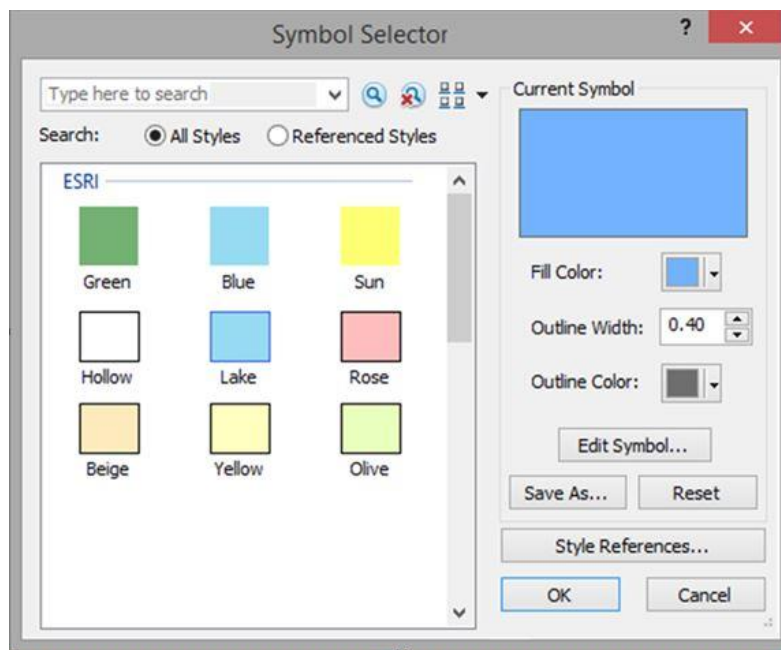 Symbol Selector
?
Type here to search
Search:
All Styles
Referenced Styles
ESRI
Green
Blue
Sun
Hollow
Lake
Rose
Beige
Yellow
Olive
Current Symbol
Fill Color:
Outline Width:
0.40
Outline Color:
Edit Symbol...
Save As...
Reset
Style References...
OK
Cancel